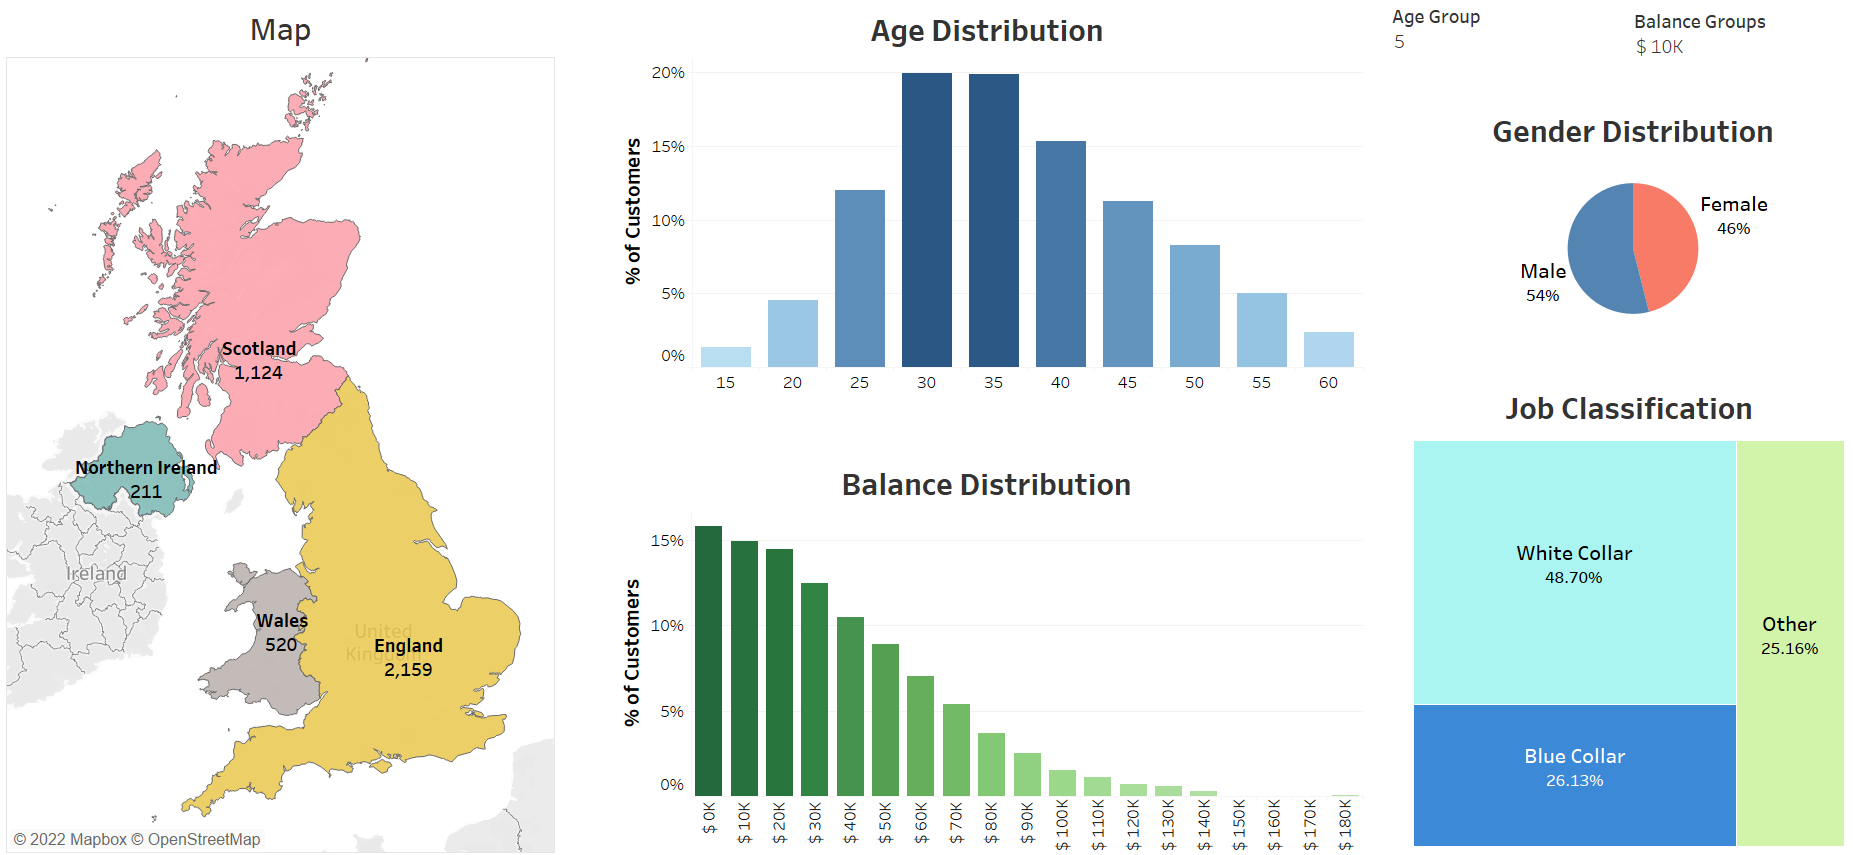 Map
Scotland
1,124
Northern Ireland
211
Ireland
Wales
520
United
Kingdom
England
2,159
© 2022 Mapbox © OpenStreetMap
Age Distribution
% of Customers
20%
15%
10%
5%
0%
15 20 25 30 35 40 45 50 55 60
Balance Distribution
% of Customers
15%
10%
5%
0%
$ 0K
$ 10K
$ 20K
$ 30K
$ 40K
$ 50K
$ 60K
$ 70K
$ 80K
$ 90K
$ 100K
$ 110K
$ 120K
$ 130K
$ 140K
$ 150K
$ 160K
$ 170K
$ 180K
Age Group
5
Balance Groups
$ 10K
Gender Distribution
Female
46%
Male
54%
Job Classification
White Collar
48.70%
Other
25.16%
Blue Collar
26.13%